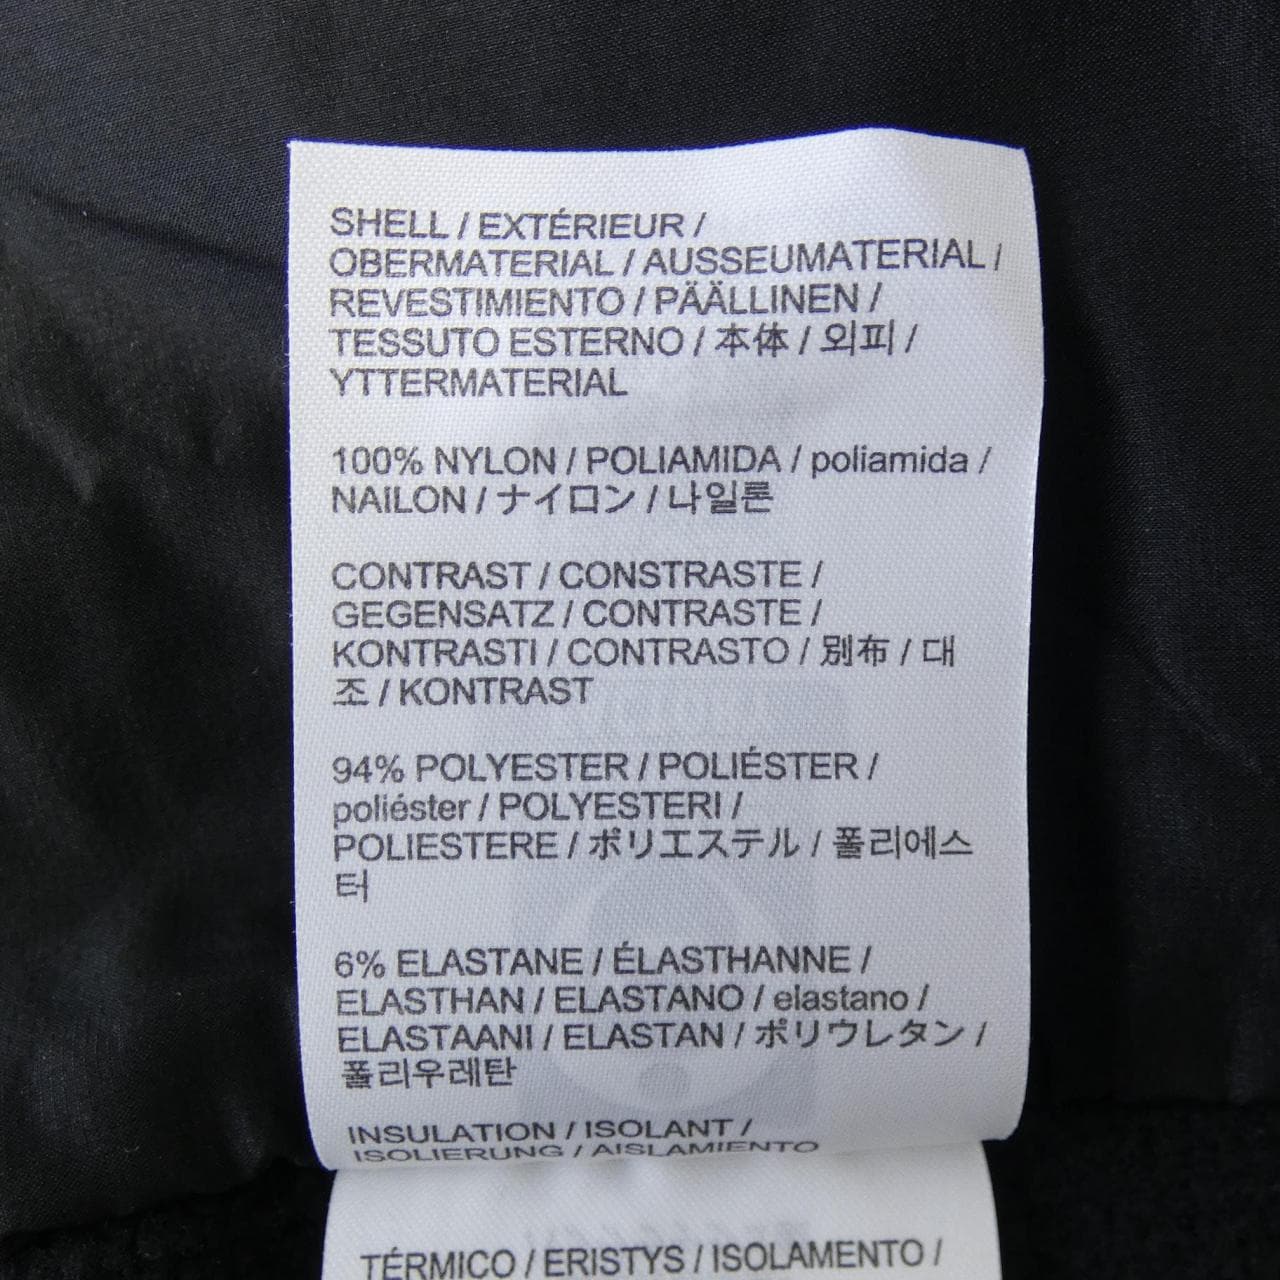 SHELL / EXTÉRIEUR /
OBERMATERIAL / AUSSEUMATERIAL /
REVESTIMIENTO / PÄÄLLINEN /
TESSUTO ESTERNO / 本体 / 외피 /
YTTERMATERIAL
100% NYLON / POLIAMIDA / poliamida /
NAILON / ナイロン / 나일론
CONTRAST / CONSTRASTE /
GEGENSATZ / CONTRASTE /
KONTRASTI / CONTRASTO / 別布 / 대
조 / KONTRAST
94% POLYESTER / POLIÉSTER /
poliéster / POLYESTERI /
POLIESTERE / ポリエステル / 폴리에스
터
6% ELASTANE / ÉLASTHANNE /
ELASTHAN / ELASTANO / elastano /
ELASTAANI / ELASTAN / ポリウレタン /
폴리우레탄
INSULATION / ISOLANT /
ISOLIERUNG / AISLAMIENTO
TÉRMICO / ERISTYS / ISOLAMENTO /